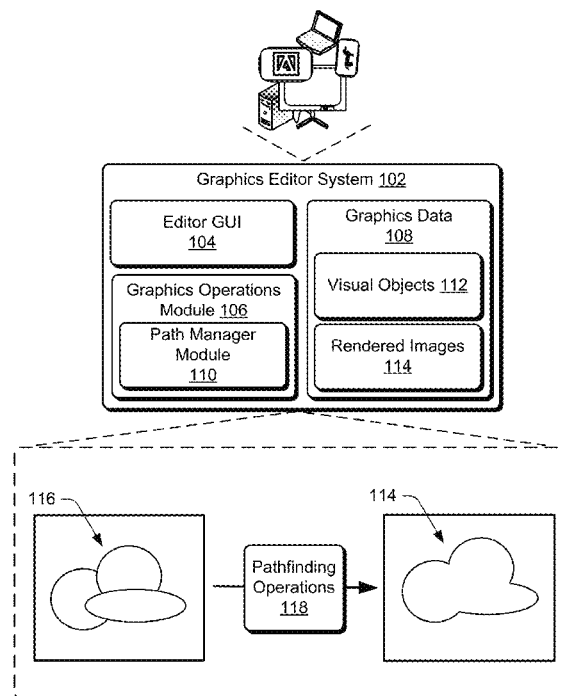 Graphics Editor System 102
Editor GUI
104
Graphics Operations
Module 106
Path Manager
Module
110
Graphics Data
108
Visual Objects 112
Rendered Images
114
116
Pathfinding
Operations
118
114